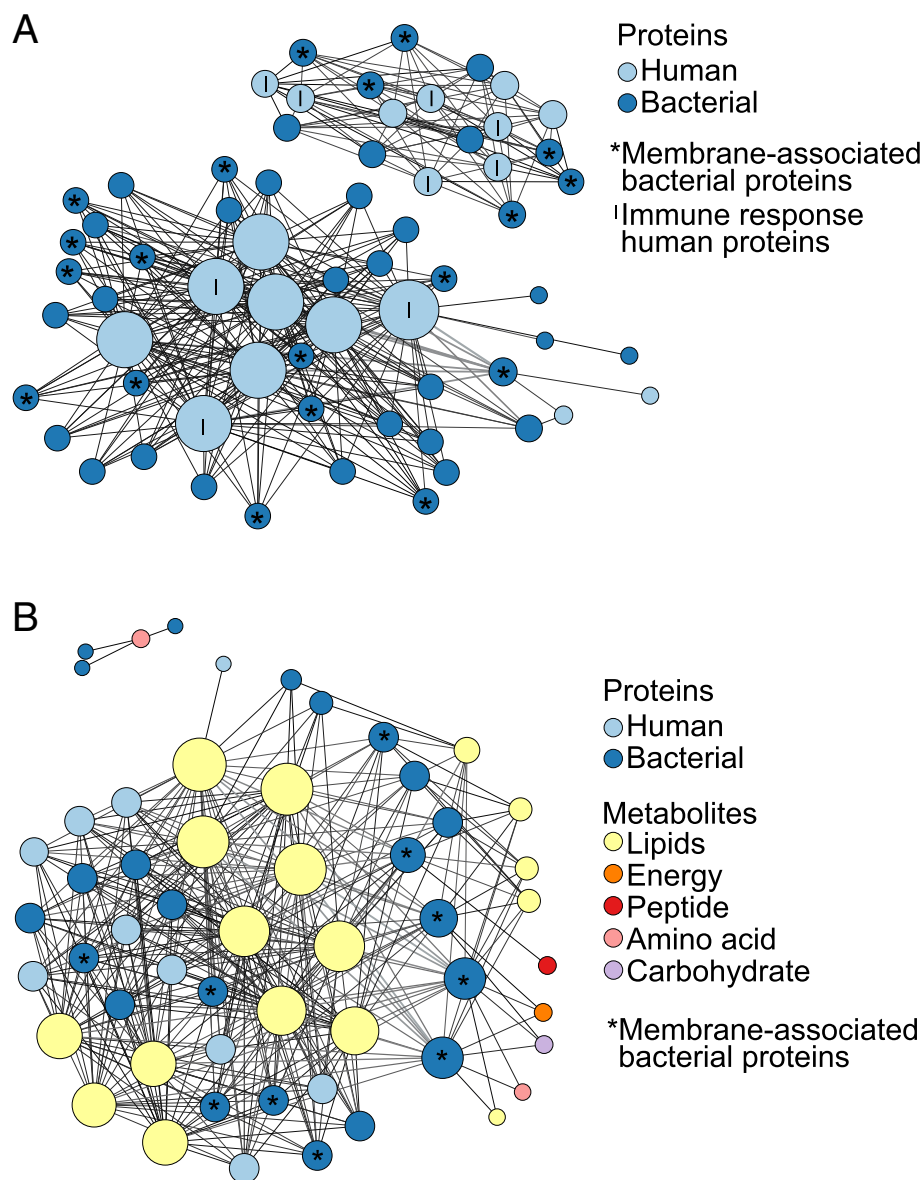 A
Proteins
Human
Bacterial
*Membrane-associated
bacterial proteins
IImmune response
human proteins
* * * I I I I I I * * *
* * * * * I * I * * * * * I * * *
B
Proteins
Human
Bacterial
Metabolites
Lipids
Energy
Peptide
Amino acid
Carbohydrate
*Membrane-associated
bacterial proteins
* * * * * * * * * *